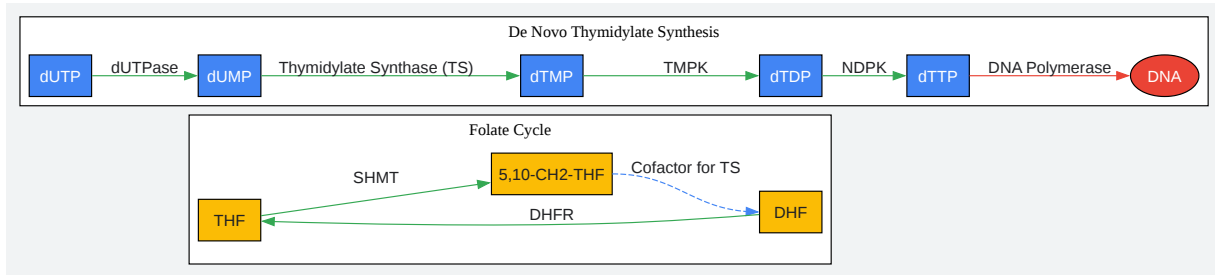 De Novo Thymidylate Synthesis
dUTP
dUTPase
dUMP
Thymidylate Synthase (TS)
dTMP
TMPK
dTDP
NDPK
dTTP
DNA Polymerase
DNA
Folate Cycle
THF
SHMT
5,10-CH2-THF
Cofactor for TS
DHFR
DHF